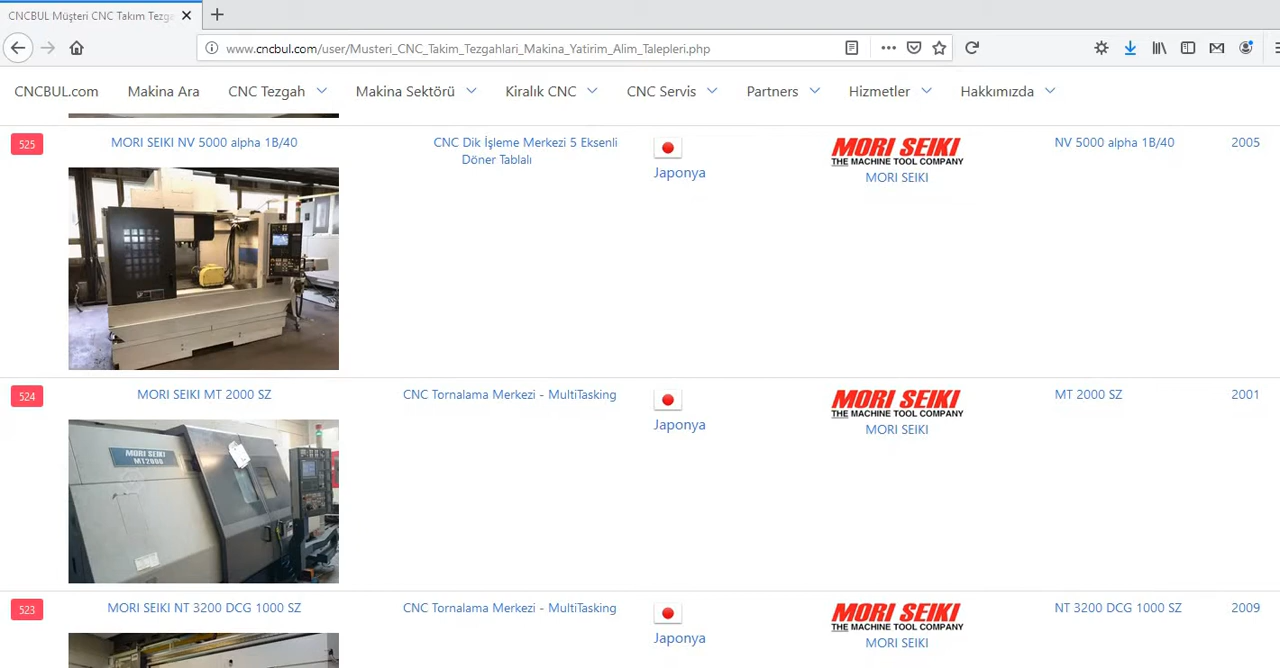 CNCBUL Müşteri CNC Takım Tezga
www.cncbul.com/user/Musteri_CNC_Takim_Tezgahlari_Makina_Yatirim_Alim_Talepleri.php
CNCBUL.com Makina Ara CNC Tezgah Makina Sektörü Kiralık CNC CNC Servis Partners Hizmetler Hakkımızda
525 MORI SEIKI NV 5000 alpha 1B/40 CNC Dik İşleme Merkezi 5 Eksenli MORI SEIKI NV 5000 alpha 1B/40 2005
Döner Tablalı THE MACHINE TOOL COMPANY
Japonya MORI SEIKI
524 MORI SEIKI MT 2000 SZ CNC Tornalama Merkezi - MultiTasking MORI SEIKI MT 2000 SZ 2001
THE MACHINE TOOL COMPANY
Japonya MORI SEIKI
MORI SEIKI
MT2000
523 MORI SEIKI NT 3200 DCG 1000 SZ CNC Tornalama Merkezi - MultiTasking MORI SEIKI NT 3200 DCG 1000 SZ 2009
THE MACHINE TOOL COMPANY
Japonya MORI SEIKI